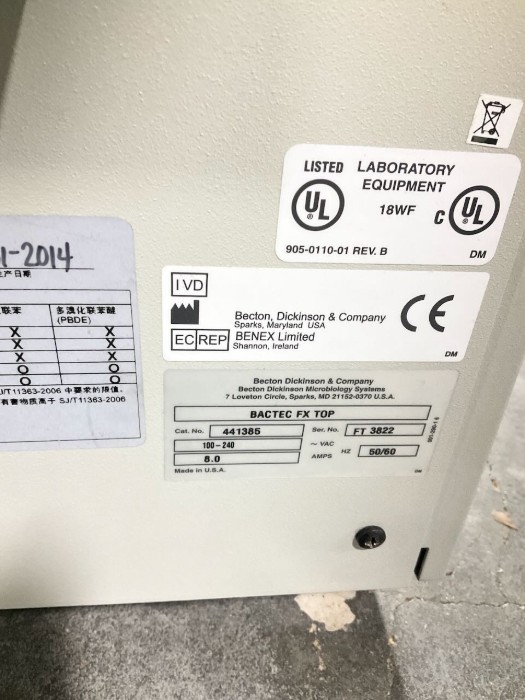 LISTED LABORATORY
EQUIPMENT
UL
18WF
C UL
905-0110-01 REV. B
DM
1-2014
产日期
联苯
多溴化联苯醚
(PBDE)
X X
X X
X X
O O
O O
/T11363-2006 中要求的限值。
有害物质高于 SJ/T11363-2006
IVD
Becton, Dickinson & Company
Sparks, Maryland USA
EC REP BENEX Limited
Shannon, Ireland
CE
DM
Becton Dickinson & Company
Becton Dickinson Microbiology Systems
7 Loveton Circle, Sparks, MD 21152-0370 U.S.A.
BACTEC FX TOP
Cat. No. 441385 Ser. No. FT 3822
100-240 ~ VAC
8.0 AMPS HZ 50/60
Made in U.S.A.